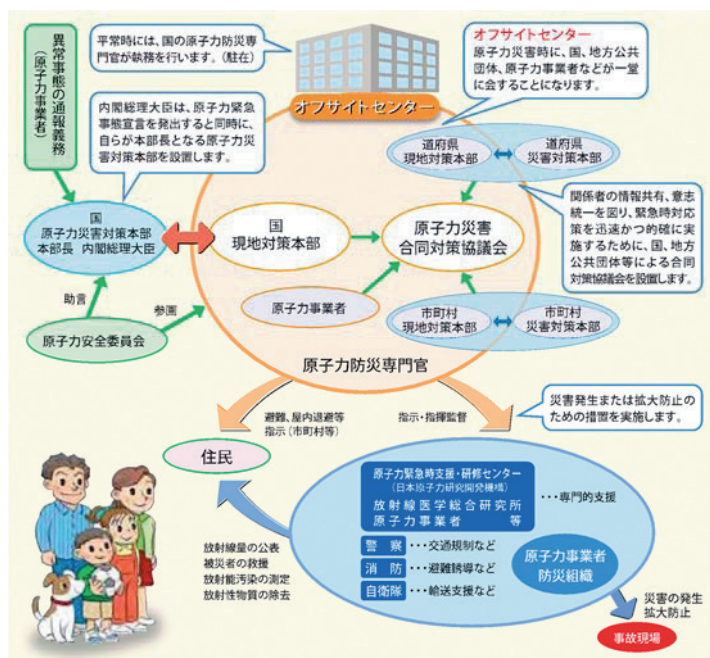 異常事態の通報義務
(原子力事業者)
平常時には、国の原子力防災専
門官が執務を行います。(駐在)
オフサイトセンター
オフサイトセンター
原子力災害時に、国、地方公共
団体、原子力事業者などが一堂
に会することになります。
内閣総理大臣は、原子力緊急
事態宣言を発出すると同時に、
自らが本部長となる原子力災
害対策本部を設置します。
道府県
現地対策本部
道府県
災害対策本部
国
原子力災害対策本部
本部長 内閣総理大臣
国
現地対策本部
原子力災害
合同対策協議会
関係者の情報共有、意志
統一を図り、緊急時対応
策を迅速かつ的確に実
施するために、国、地方
公共団体等による合同
対策協議会を設置します。
助言
参画
原子力安全委員会
原子力事業者
市町村
現地対策本部
市町村
災害対策本部
原子力防災専門官
避難、屋内退避等
指示(市町村等)
指示・指揮監督
災害発生または拡大防止の
ための措置を実施します。
住民
原子力緊急時支援・研修センター
(日本原子力研究開発機構)
放射線医学総合研究所
原子力事業者 等
・・・専門的支援
警察
・・・交通規制など
消防
・・・避難誘導など
自衛隊
・・・輸送支援など
原子力事業者
防災組織
放射線量の公表
被災者の救援
放射能汚染の測定
放射性物質の除去
災害の発生
拡大防止
事故現場